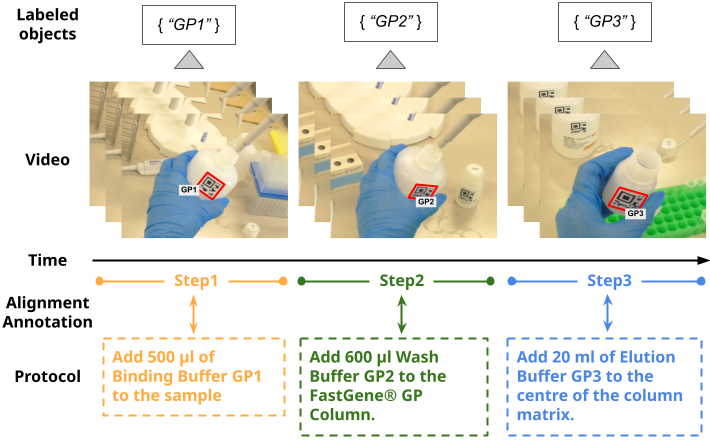 Labeled
objects
{ “GP1” }
{ “GP2” }
{ “GP3” }
Video
GP1
GP2
GP3
Time
Step1
Step2
Step3
Alignment
Annotation
Protocol
Add 500 µl of
Binding Buffer GP1
to the sample
Add 600 µl Wash
Buffer GP2 to the
FastGene® GP
Column.
Add 20 ml of Elution
Buffer GP3 to the
centre of the column
matrix.